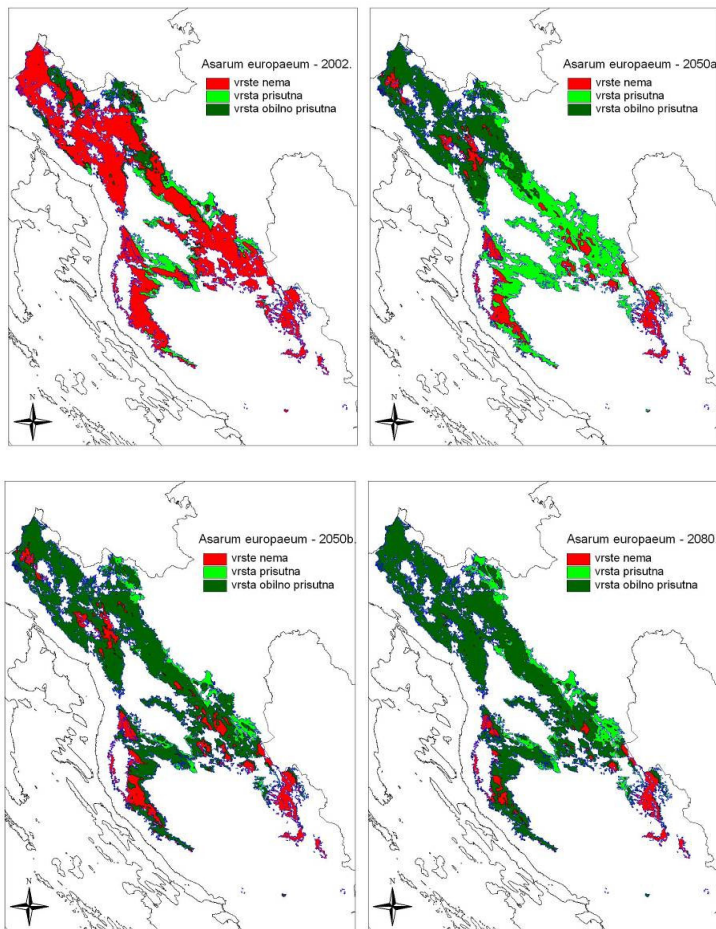 Asarum europaeum - 2002.
vrste nema
vrsta prisutna
vrsta obilno prisutna
N
Asarum europaeum - 2050a
vrste nema
vrsta prisutna
vrsta obilno prisutna
N
Asarum europaeum - 2050b.
vrste nema
vrsta prisutna
vrsta obilno prisutna
N
Asarum europaeum - 2080
vrste nema
vrsta prisutna
vrsta obilno prisutna
N